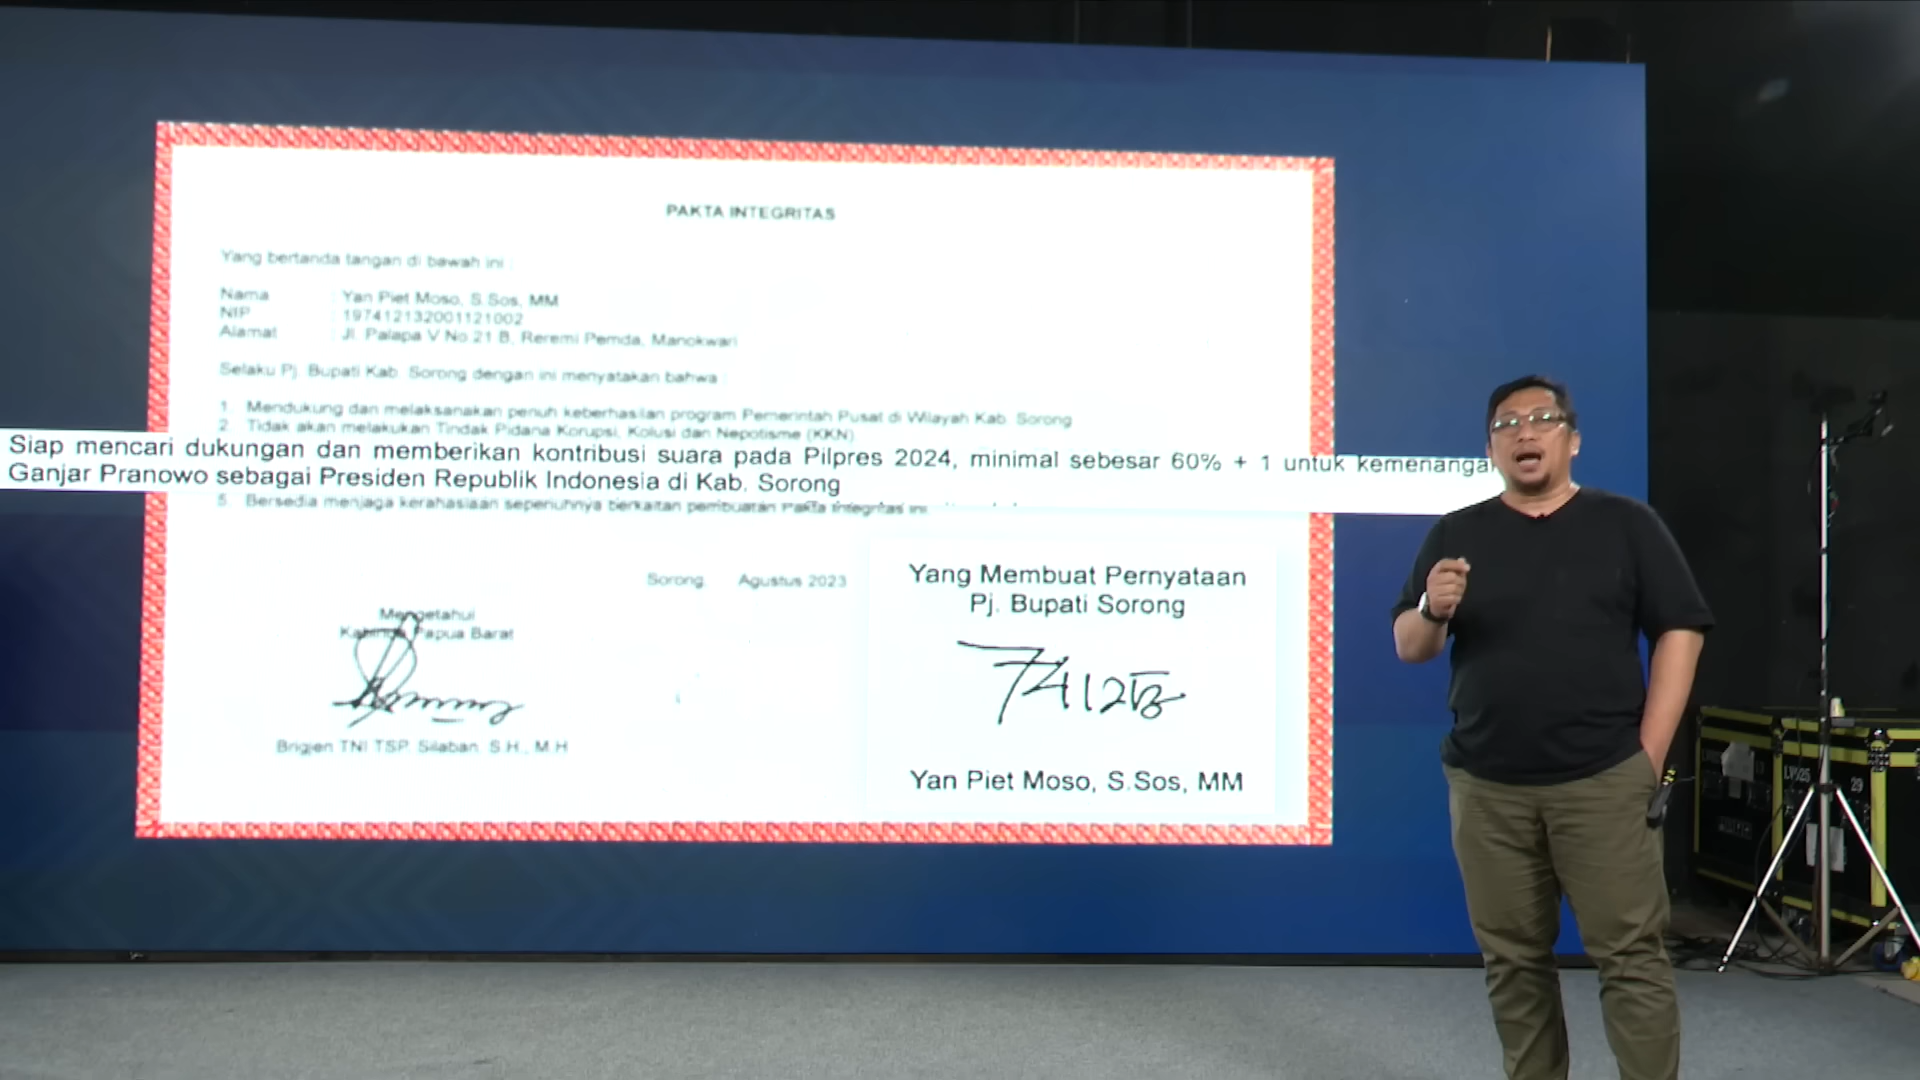 PAKTA INTEGRITAS
Yang bertanda tangan di bawah ini :
Nama : Yan Piet Moso, S.Sos, MM
NIP : 197412132001121002
Alamat : Jl. Palapa V No.21 B, Reremi Pemda, Manokwari
Selaku Pj. Bupati Kab. Sorong dengan ini menyatakan bahwa :
1. Mendukung dan melaksanakan penuh keberhasilan program Pemerintah Pusat di Wilayah Kab. Sorong
2. Tidak akan melakukan Tindak Pidana Korupsi, Kolusi dan Nepotisme (KKN)
Siap mencari dukungan dan memberikan kontribusi suara pada Pilpres 2024, minimal sebesar 60% + 1 untuk kemenangan
Ganjar Pranowo sebagai Presiden Republik Indonesia di Kab. Sorong
5. Bersedia menjaga kerahasiaan sepenuhnya berkaitan pembuatan Pakta Integritas ini
Sorong, Agustus 2023
Mengetahui
Kabinda Papua Barat
Brigjen TNI TSP. Silaban, S.H., M.H
Yang Membuat Pernyataan
Pj. Bupati Sorong
Yan Piet Moso, S.Sos, MM
LVS25
29